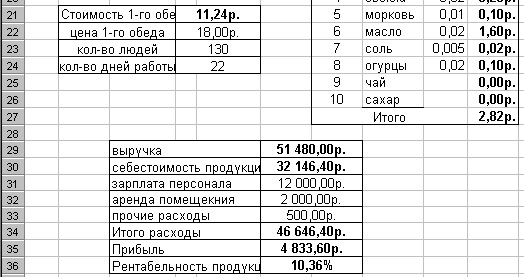 21 Стоимость 1-го обе 11,24р. 5 морковь 0,01 0,10р.
22 цена 1-го обеда 18,00р. 6 масло 0,02 1,60р.
23 кол-во людей 130 7 соль 0,005 0,02р.
24 кол-во дней работы 22 8 огурцы 0,02 0,10р.
25 9 чай 0,00р.
26 10 сахар 0,00р.
27 Итого 2,82р.
28
29 выручка 51 480,00р.
30 себестоимость продукци 32 146,40р.
31 зарплата персонала 12 000,00р.
32 аренда помещекния 2 000,00р.
33 прочие расходы 500,00р.
34 Итого расходы 46 646,40р.
35 Прибыль 4 833,60р.
36 Рентабельность продукц 10,36%